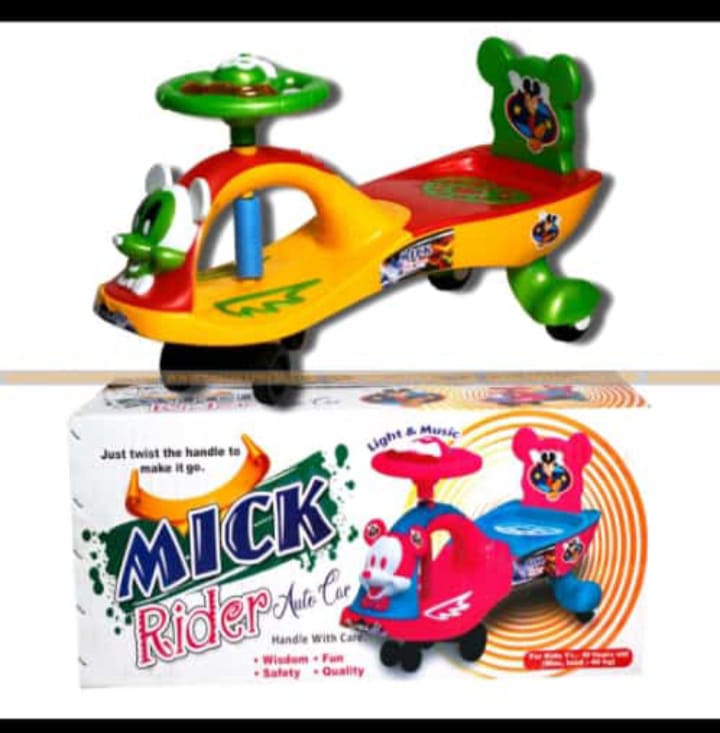 MICK
Just twist the handle to
make it go.
Light & Music
MICK
Rider Auto Car
Handle With Care
• Wisdom • Fun
• Safety • Quality